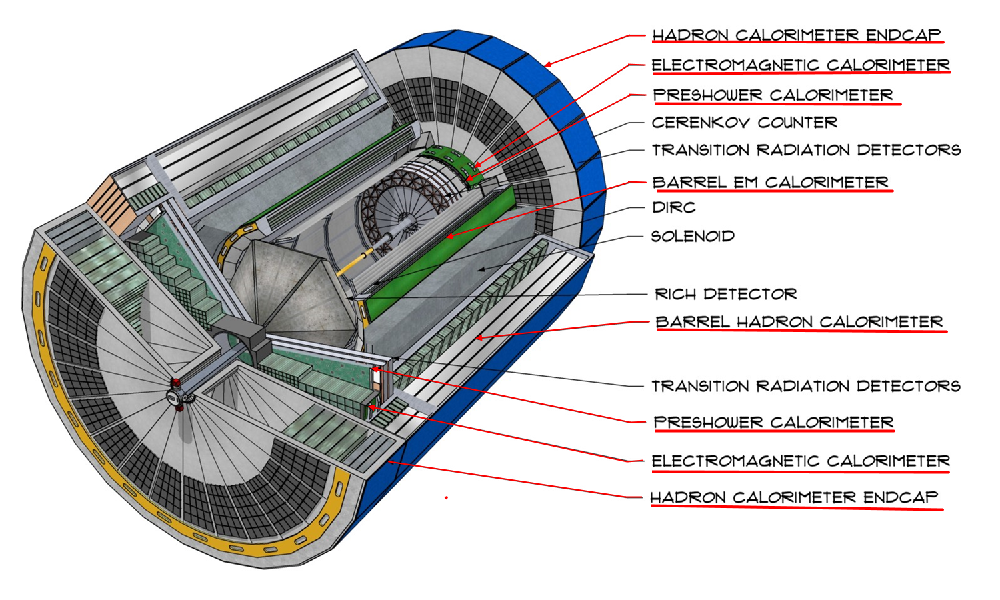 HADRON CALORIMETER ENDCAP
ELECTROMAGNETIC CALORIMETER
PRESHOWER CALORIMETER
CERENKOV COUNTER
TRANSITION RADIATION DETECTORS
BARREL EM CALORIMETER
DIRC
SOLENOID
RICH DETECTOR
BARREL HADRON CALORIMETER
TRANSITION RADIATION DETECTORS
PRESHOWER CALORIMETER
ELECTROMAGNETIC CALORIMETER
HADRON CALORIMETER ENDCAP